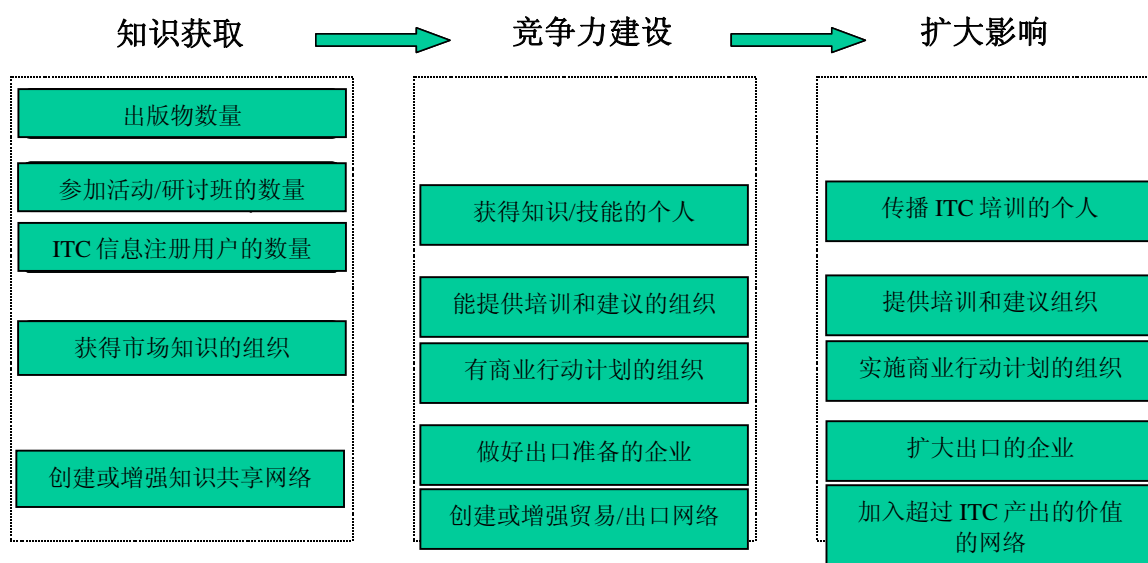 知识获取
竞争力建设
扩大影响
出版物数量
参加活动/研讨班的数量
ITC 信息注册用户的数量
获得市场知识的组织
创建或增强知识共享网络
获得知识/技能的个人
能提供培训和建议的组织
有商业行动计划的组织
做好出口准备的企业
创建或增强贸易/出口网络
传播 ITC 培训的个人
提供培训和建议组织
实施商业行动计划的组织
扩大出口的企业
加入超过 ITC 产出的价值
的网络